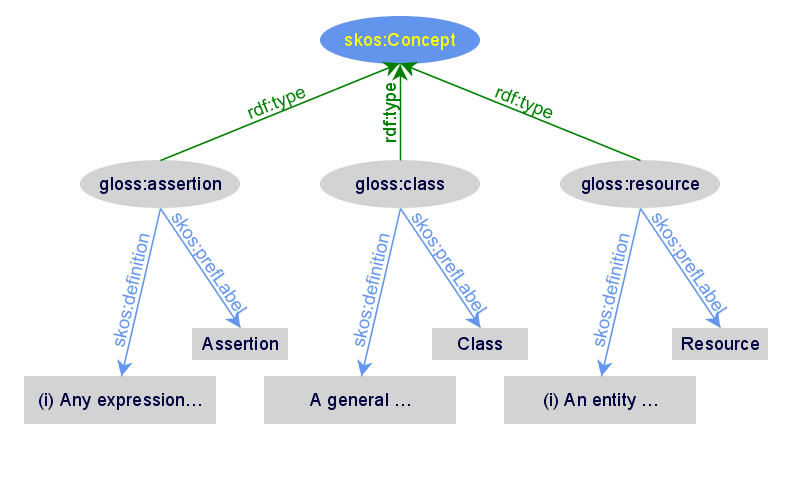 skos:Concept
rdf:type
rdf:type
rdf:type
gloss:assertion
gloss:class
gloss:resource
skos:definition
skos:prefLabel
skos:definition
skos:prefLabel
skos:definition
skos:prefLabel
Assertion
Class
Resource
(i) Any expression…
A general …
(i) An entity …